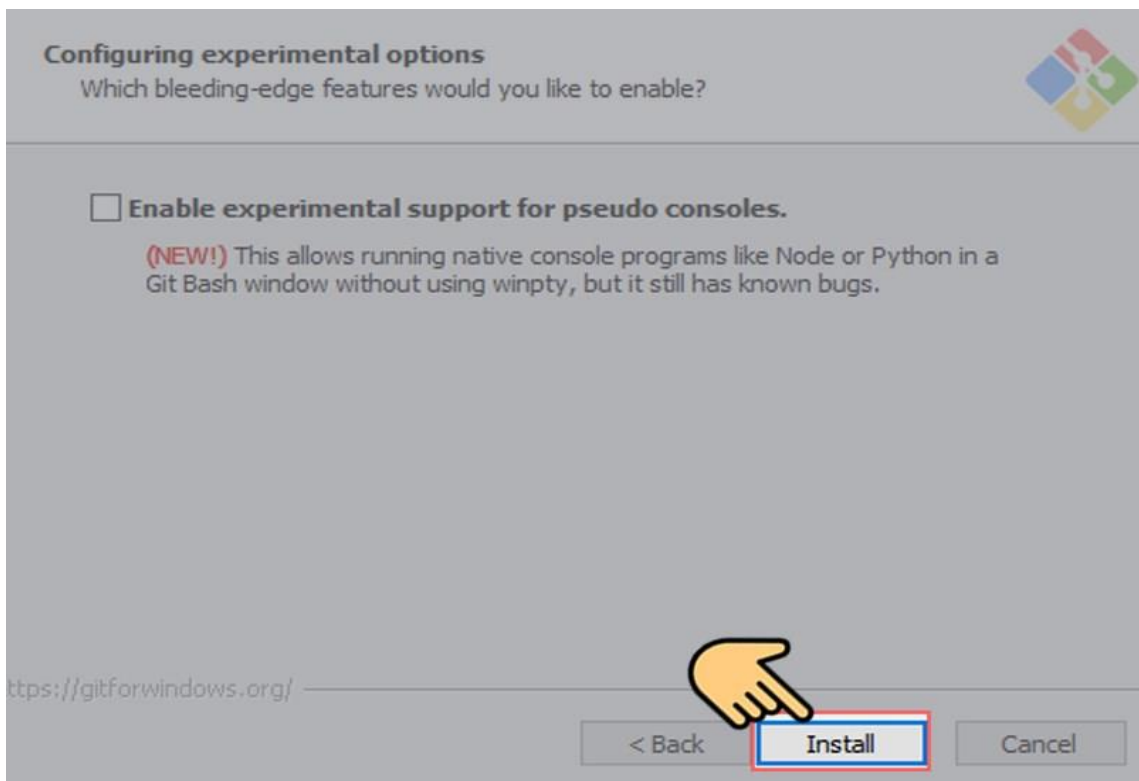 Configuring experimental options
Which bleeding-edge features would you like to enable?
Enable experimental support for pseudo consoles.
(NEW!) This allows running native console programs like Node or Python in a
Git Bash window without using winpty, but it still has known bugs.
ttps://gitforwindows.org/
< Back Install Cancel